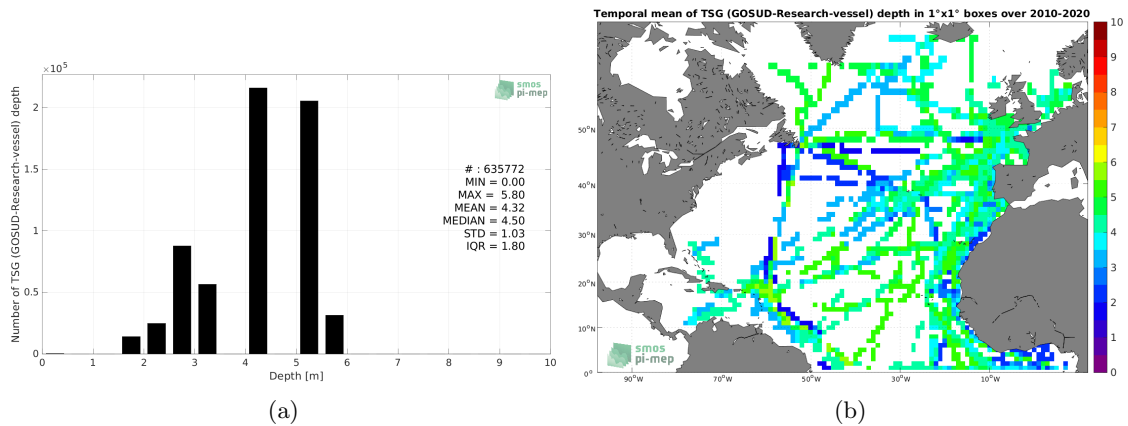 ×10⁵
2
1.5
1
0.5
0
Number of TSG (GOSUD-Research-vessel) depth
smos
pi-mep
# : 635772
MIN = 0.00
MAX = 5.80
MEAN = 4.32
MEDIAN = 4.50
STD = 1.03
IQR = 1.80
0 1 2 3 4 5 6 7 8 9 10
Depth [m]
(a)
Temporal mean of TSG (GOSUD-Research-vessel) depth in 1°x1° boxes over 2010-2020
50°N
40°N
30°N
20°N
10°N
0°
90°W 70°W 50°W 30°W 10°W
smos
pi-mep
10
9
8
7
6
5
4
3
2
1
0
(b)